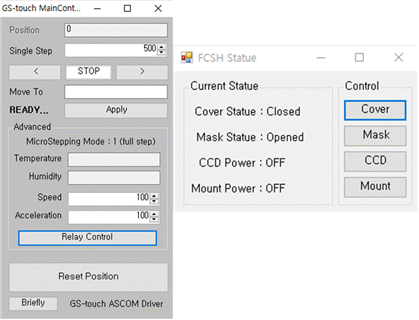 GS-touch MainCont...
Position 0
Single Step 500
< STOP >
Move To
READY... Apply
Advanced
MicroStepping Mode : 1 (full step)
Temperature
Humidity
Speed 100
Acceleration 100
Relay Control
Reset Position
Briefly GS-touch ASCOM Driver
FCSH Statue
Current Statue
Cover Statue : Closed
Mask Statue : Opened
CCD Power : OFF
Mount Power : OFF
Control
Cover
Mask
CCD
Mount